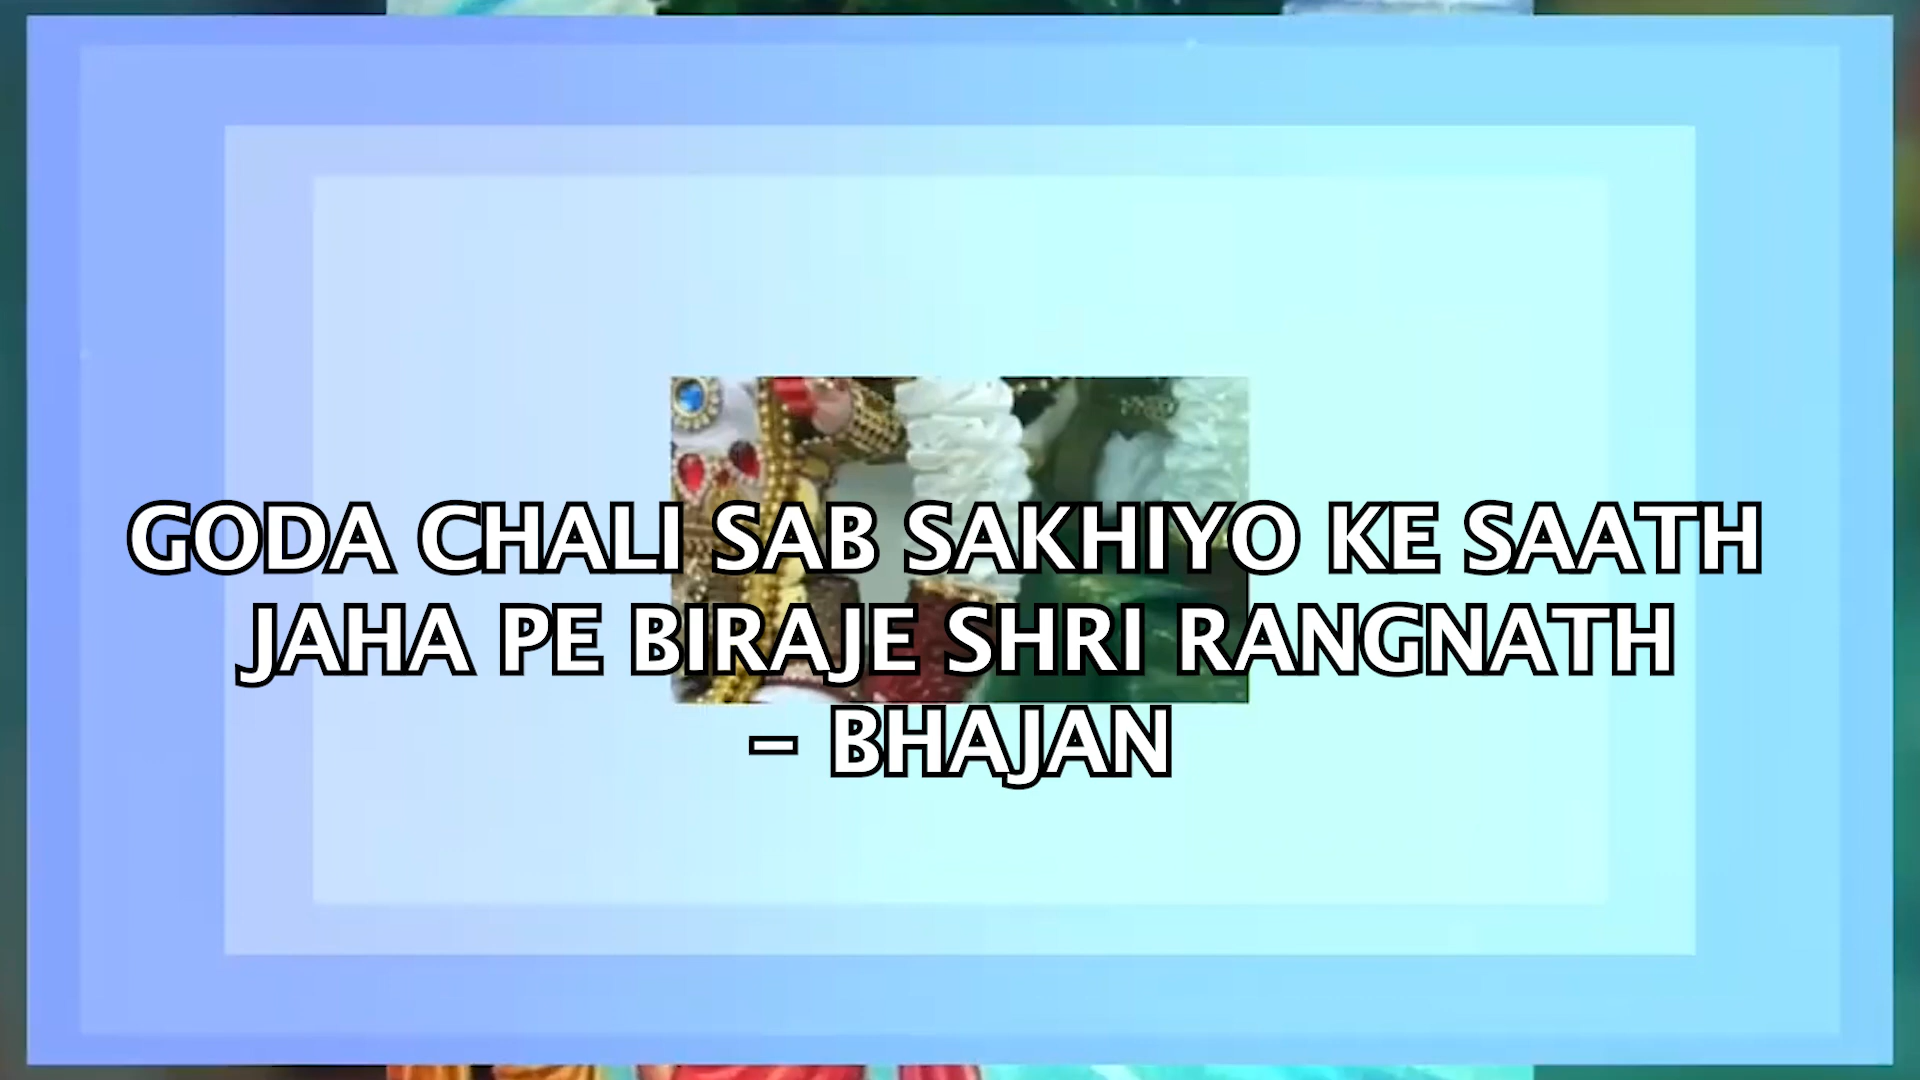 GODA CHALI SAB SAKHIYO KE SAATH
JAHA PE BIRAJE SHRI RANGNATH
– BHAJAN